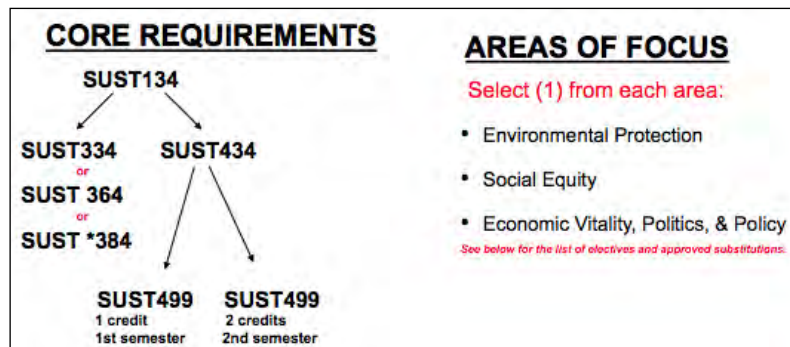 CORE REQUIREMENTS
SUST134
SUST334 SUST434
or
SUST 364
or
SUST *384
SUST499 SUST499
1 credit 2 credits
1st semester 2nd semester
AREAS OF FOCUS
Select (1) from each area:
• Environmental Protection
• Social Equity
• Economic Vitality, Politics, & Policy
See below for the list of electives and approved substitutions.